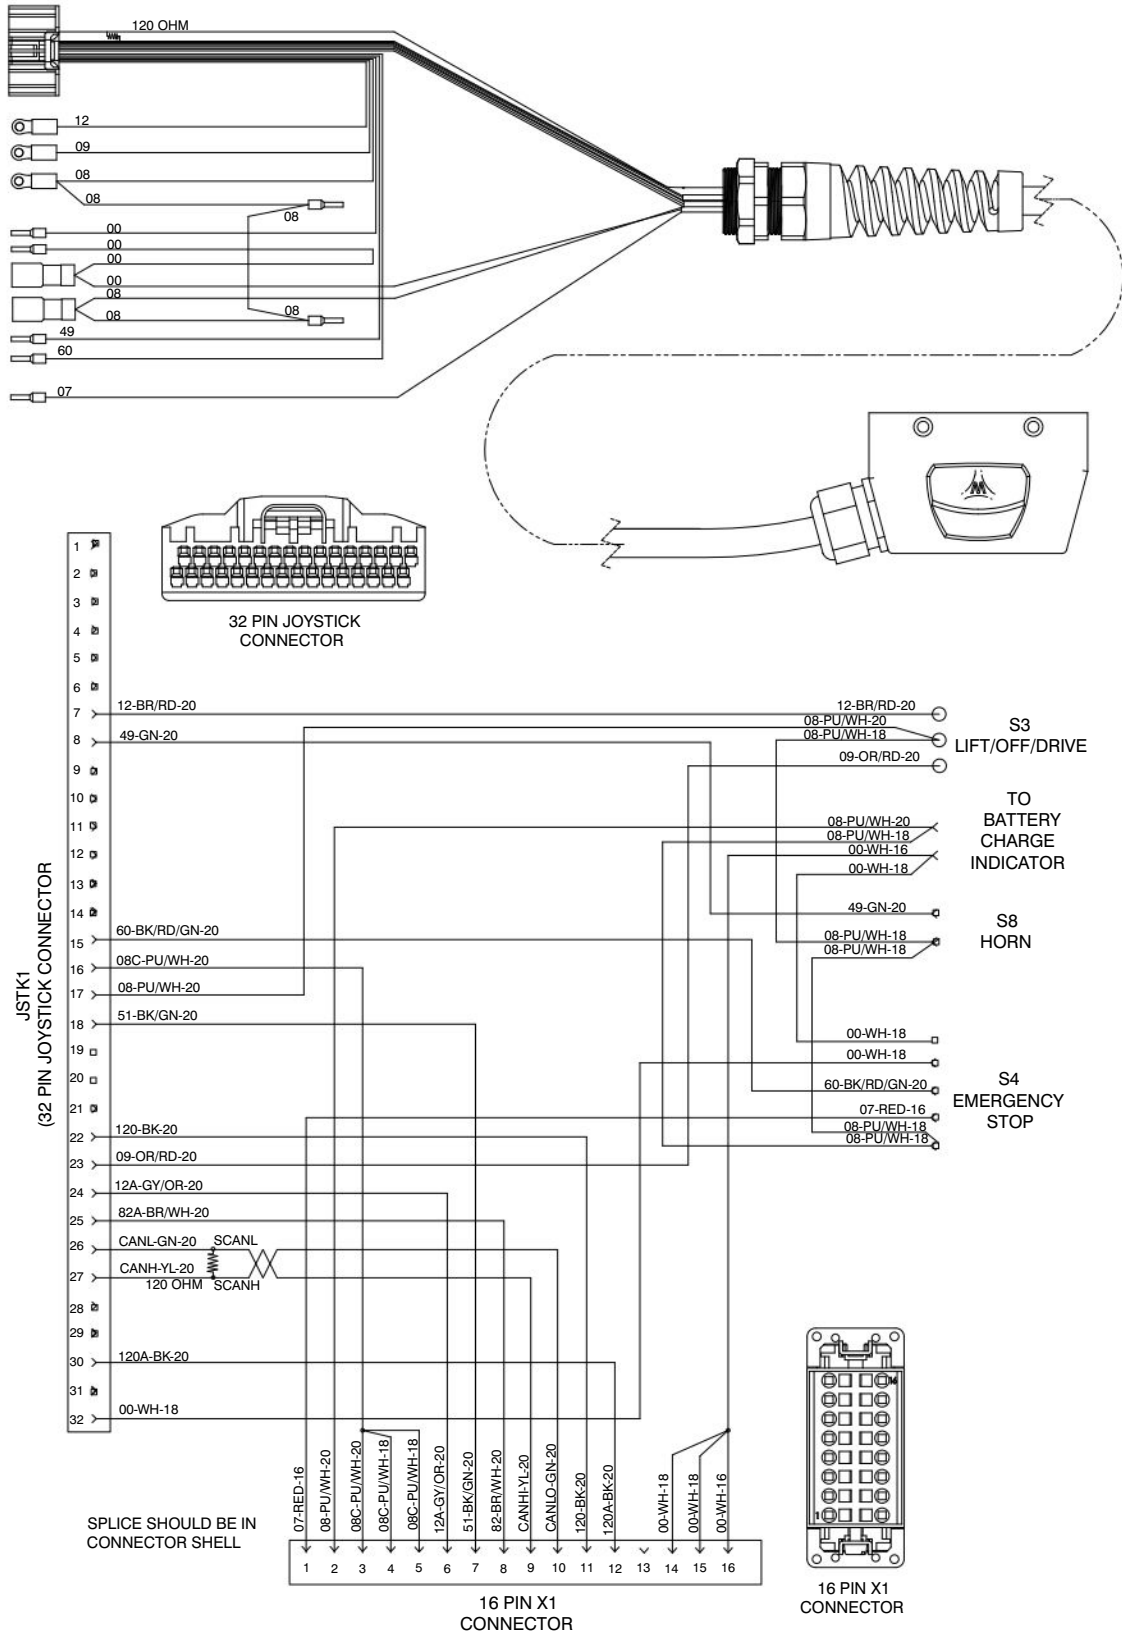 120 OHM
12
09
08
08
08
00
00
00
00
08
08
08
49
60
07
32 PIN JOYSTICK
CONNECTOR
JSTK1
(32 PIN JOYSTICK CONNECTOR
1
2
3
4
5
6
7
8
9
10
11
12
13
14
15
16
17
18
19
20
21
22
23
24
25
26
27
28
29
30
31
32
12-BR/RD-20
49-GN-20
60-BK/RD/GN-20
08C-PU/WH-20
08-PU/WH-20
51-BK/GN-20
120-BK-20
09-OR/RD-20
12A-GY/OR-20
82A-BR/WH-20
CANL-GN-20 SCANL
CANH-YL-20
120 OHM SCANH
120A-BK-20
00-WH-18
12-BR/RD-20
08-PU/WH-20
08-PU/WH-18
09-OR/RD-20
S3
LIFT/OFF/DRIVE
08-PU/WH-20
08-PU/WH-18
00-WH-16
00-WH-18
TO
BATTERY
CHARGE
INDICATOR
49-GN-20
08-PU/WH-18
08-PU/WH-18
S8
HORN
00-WH-18
00-WH-18
60-BK/RD/GN-20
07-RED-16
08-PU/WH-18
08-PU/WH-18
S4
EMERGENCY
STOP
07-RED-16
08-PU/WH-20
08C-PU/WH-20
08C-PU/WH-18
08C-PU/WH-18
12A-GY/OR-20
51-BK/GN-20
82-BR/WH-20
CANHI-YL-20
CANLO-GN-20
120-BK-20
120A-BK-20
00-WH-18
00-WH-18
00-WH-16
SPLICE SHOULD BE IN
CONNECTOR SHELL
1 2 3 4 5 6 7 8 9 10 11 12 13 14 15 16
16 PIN X1
CONNECTOR
16
1
16 PIN X1
CONNECTOR